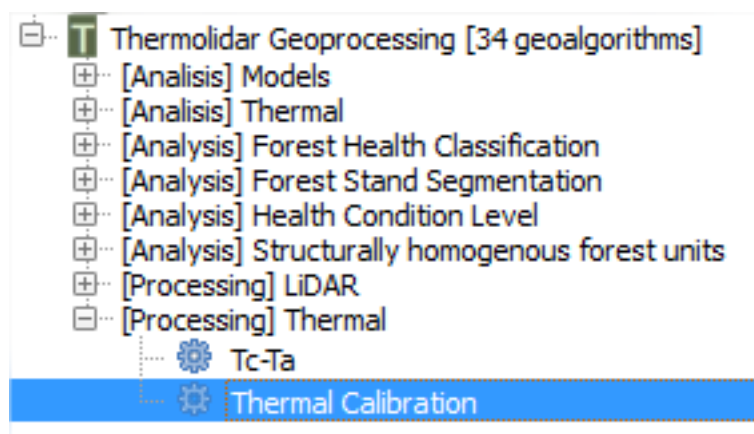 T Thermolidar Geoprocessing [34 geoalgorithms]
[Analisis] Models
[Analisis] Thermal
[Analysis] Forest Health Classification
[Analysis] Forest Stand Segmentation
[Analysis] Health Condition Level
[Analysis] Structurally homogenous forest units
[Processing] LiDAR
[Processing] Thermal
Tc-Ta
Thermal Calibration